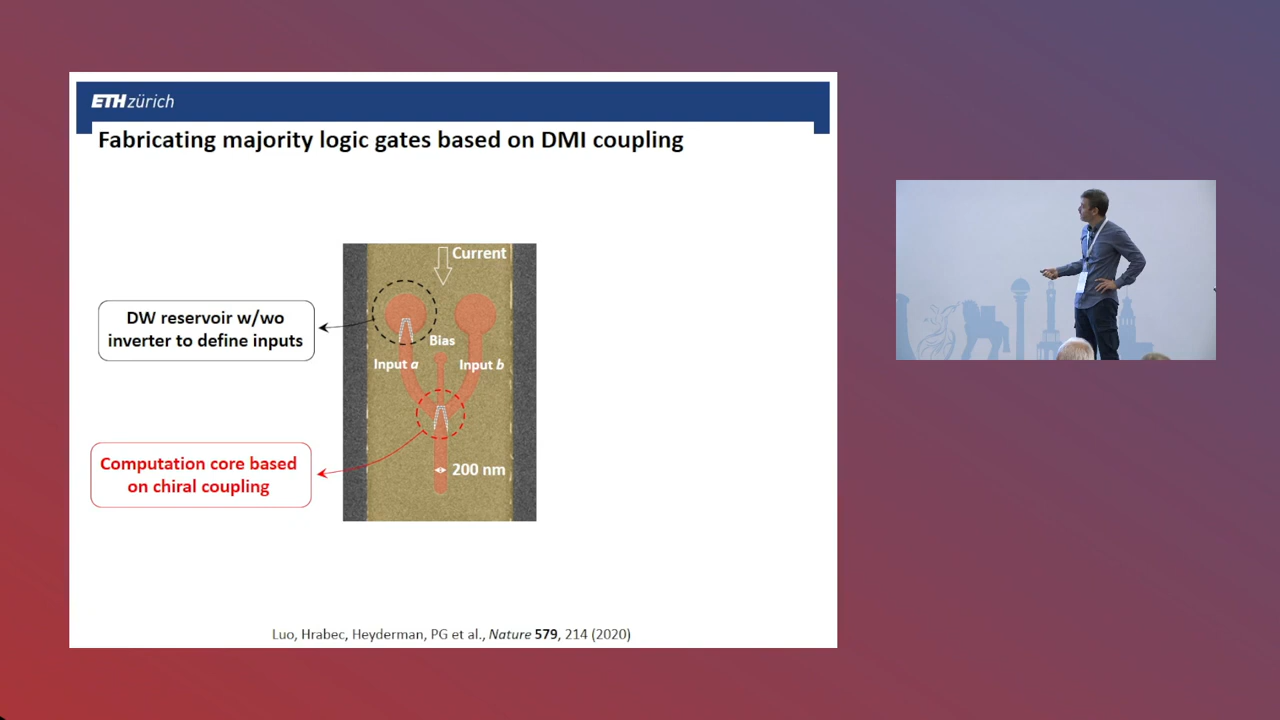 ETH zürich
Fabricating majority logic gates based on DMI coupling
Current
DW reservoir w/wo
inverter to define inputs
Bias
Input a
Input b
Computation core based
on chiral coupling
200 nm
Luo, Hrabec, Heyderman, PG et al., Nature 579, 214 (2020)